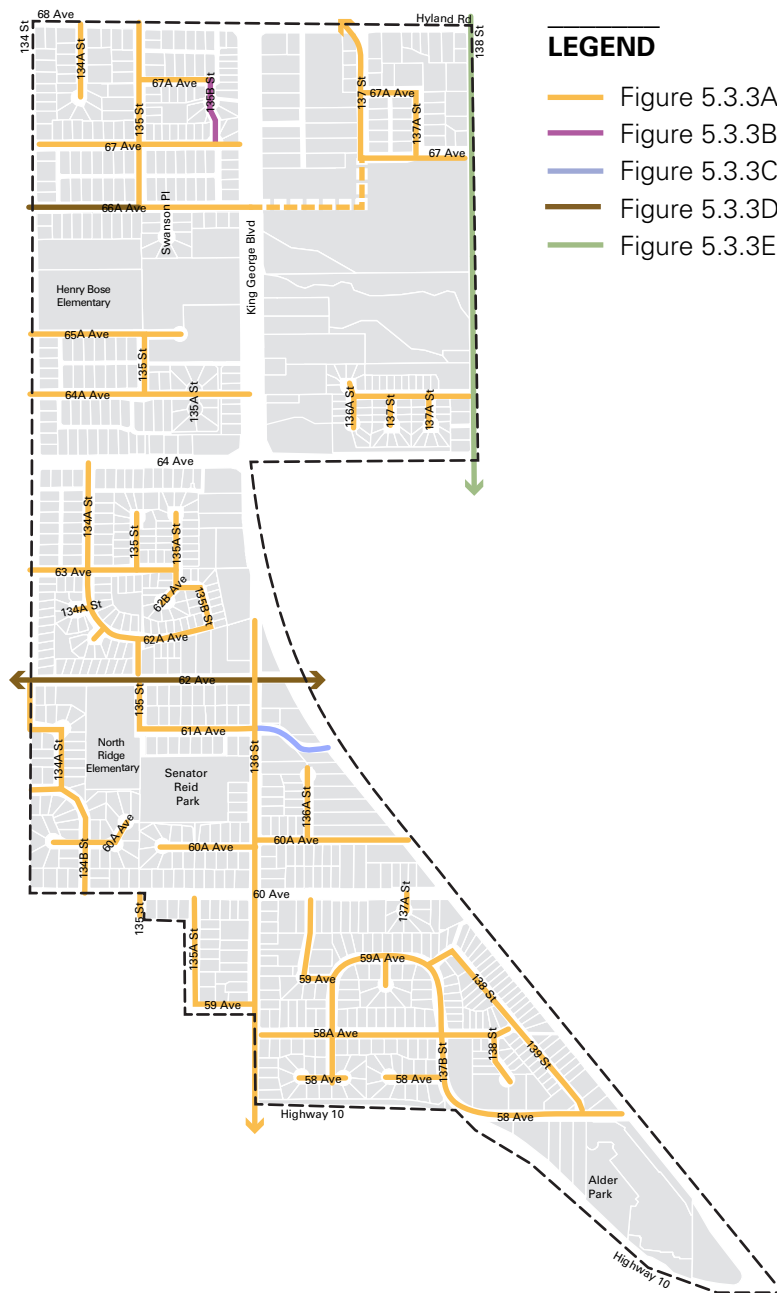 68 Ave
Hyland Rd
134 St
138 St
LEGEND
Figure 5.3.3A
Figure 5.3.3B
Figure 5.3.3C
Figure 5.3.3D
Figure 5.3.3E
134A St
135 St
67A Ave
135B St
137 St
67A Ave
137A St
67 Ave
67 Ave
66A Ave
Swanson Pl
King George Blvd
Henry Bose
Elementary
65A Ave
135 St
64A Ave
135A St
136A St
137 St
137A St
64 Ave
134A St
135 St
135A St
63 Ave
62B Ave
135B St
134A St
62A Ave
62 Ave
135 St
61A Ave
136 St
134A St
North
Ridge
Elementary
Senator
Reid
Park
136A St
60A Ave
134B St
60A Ave
60A Ave
60 Ave
137A St
135 St
135A St
59A Ave
59 Ave
138 St
59 Ave
58A Ave
137B St
138 St
139 St
58 Ave
58 Ave
58 Ave
Highway 10
Alder
Park
Highway 10